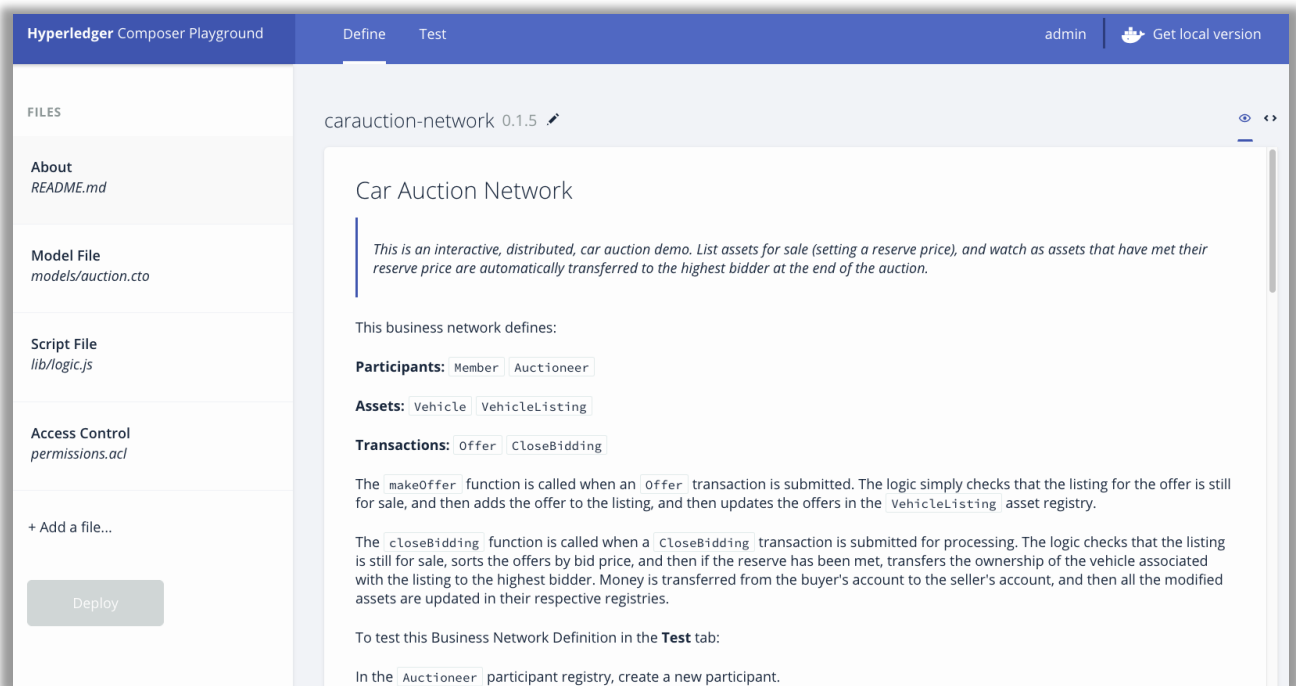 Hyperledger Composer Playground
Define
Test
admin
Get local version
FILES
About
README.md
Model File
models/auction.cto
Script File
lib/logic.js
Access Control
permissions.acl
+ Add a file...
Deploy
carauction-network 0.1.5
Car Auction Network
This is an interactive, distributed, car auction demo. List assets for sale (setting a reserve price), and watch as assets that have met their
reserve price are automatically transferred to the highest bidder at the end of the auction.
This business network defines:
Participants: Member Auctioneer
Assets: Vehicle VehicleListing
Transactions: Offer CloseBidding
The makeOffer function is called when an Offer transaction is submitted. The logic simply checks that the listing for the offer is still
for sale, and then adds the offer to the listing, and then updates the offers in the VehicleListing asset registry.
The closeBidding function is called when a CloseBidding transaction is submitted for processing. The logic checks that the listing
is still for sale, sorts the offers by bid price, and then if the reserve has been met, transfers the ownership of the vehicle associated
with the listing to the highest bidder. Money is transferred from the buyer's account to the seller's account, and then all the modified
assets are updated in their respective registries.
To test this Business Network Definition in the Test tab:
In the Auctioneer participant registry, create a new participant.